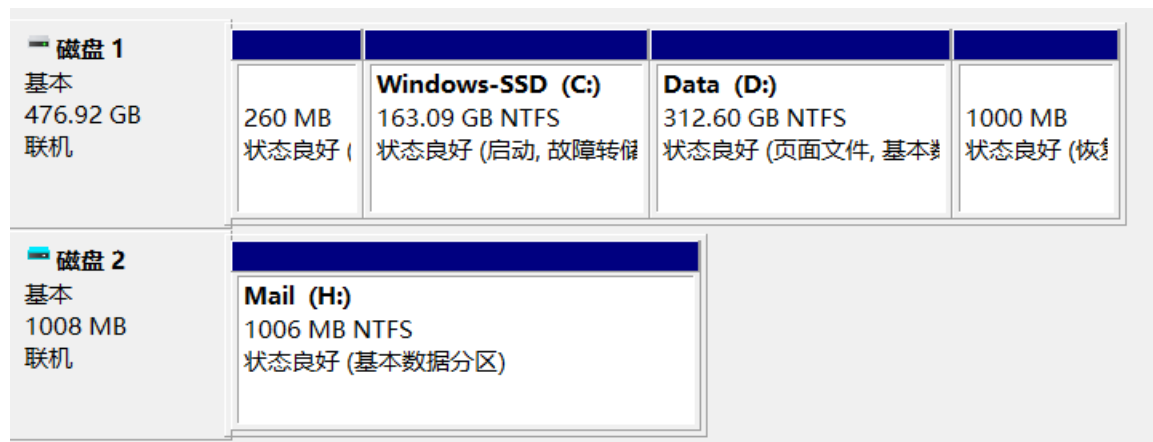 磁盘 1
基本
476.92 GB
联机
260 MB
状态良好 (
Windows-SSD (C:)
163.09 GB NTFS
状态良好 (启动, 故障转储
Data (D:)
312.60 GB NTFS
状态良好 (页面文件, 基本
1000 MB
状态良好 (恢
磁盘 2
基本
1008 MB
联机
Mail (H:)
1006 MB NTFS
状态良好 (基本数据分区)